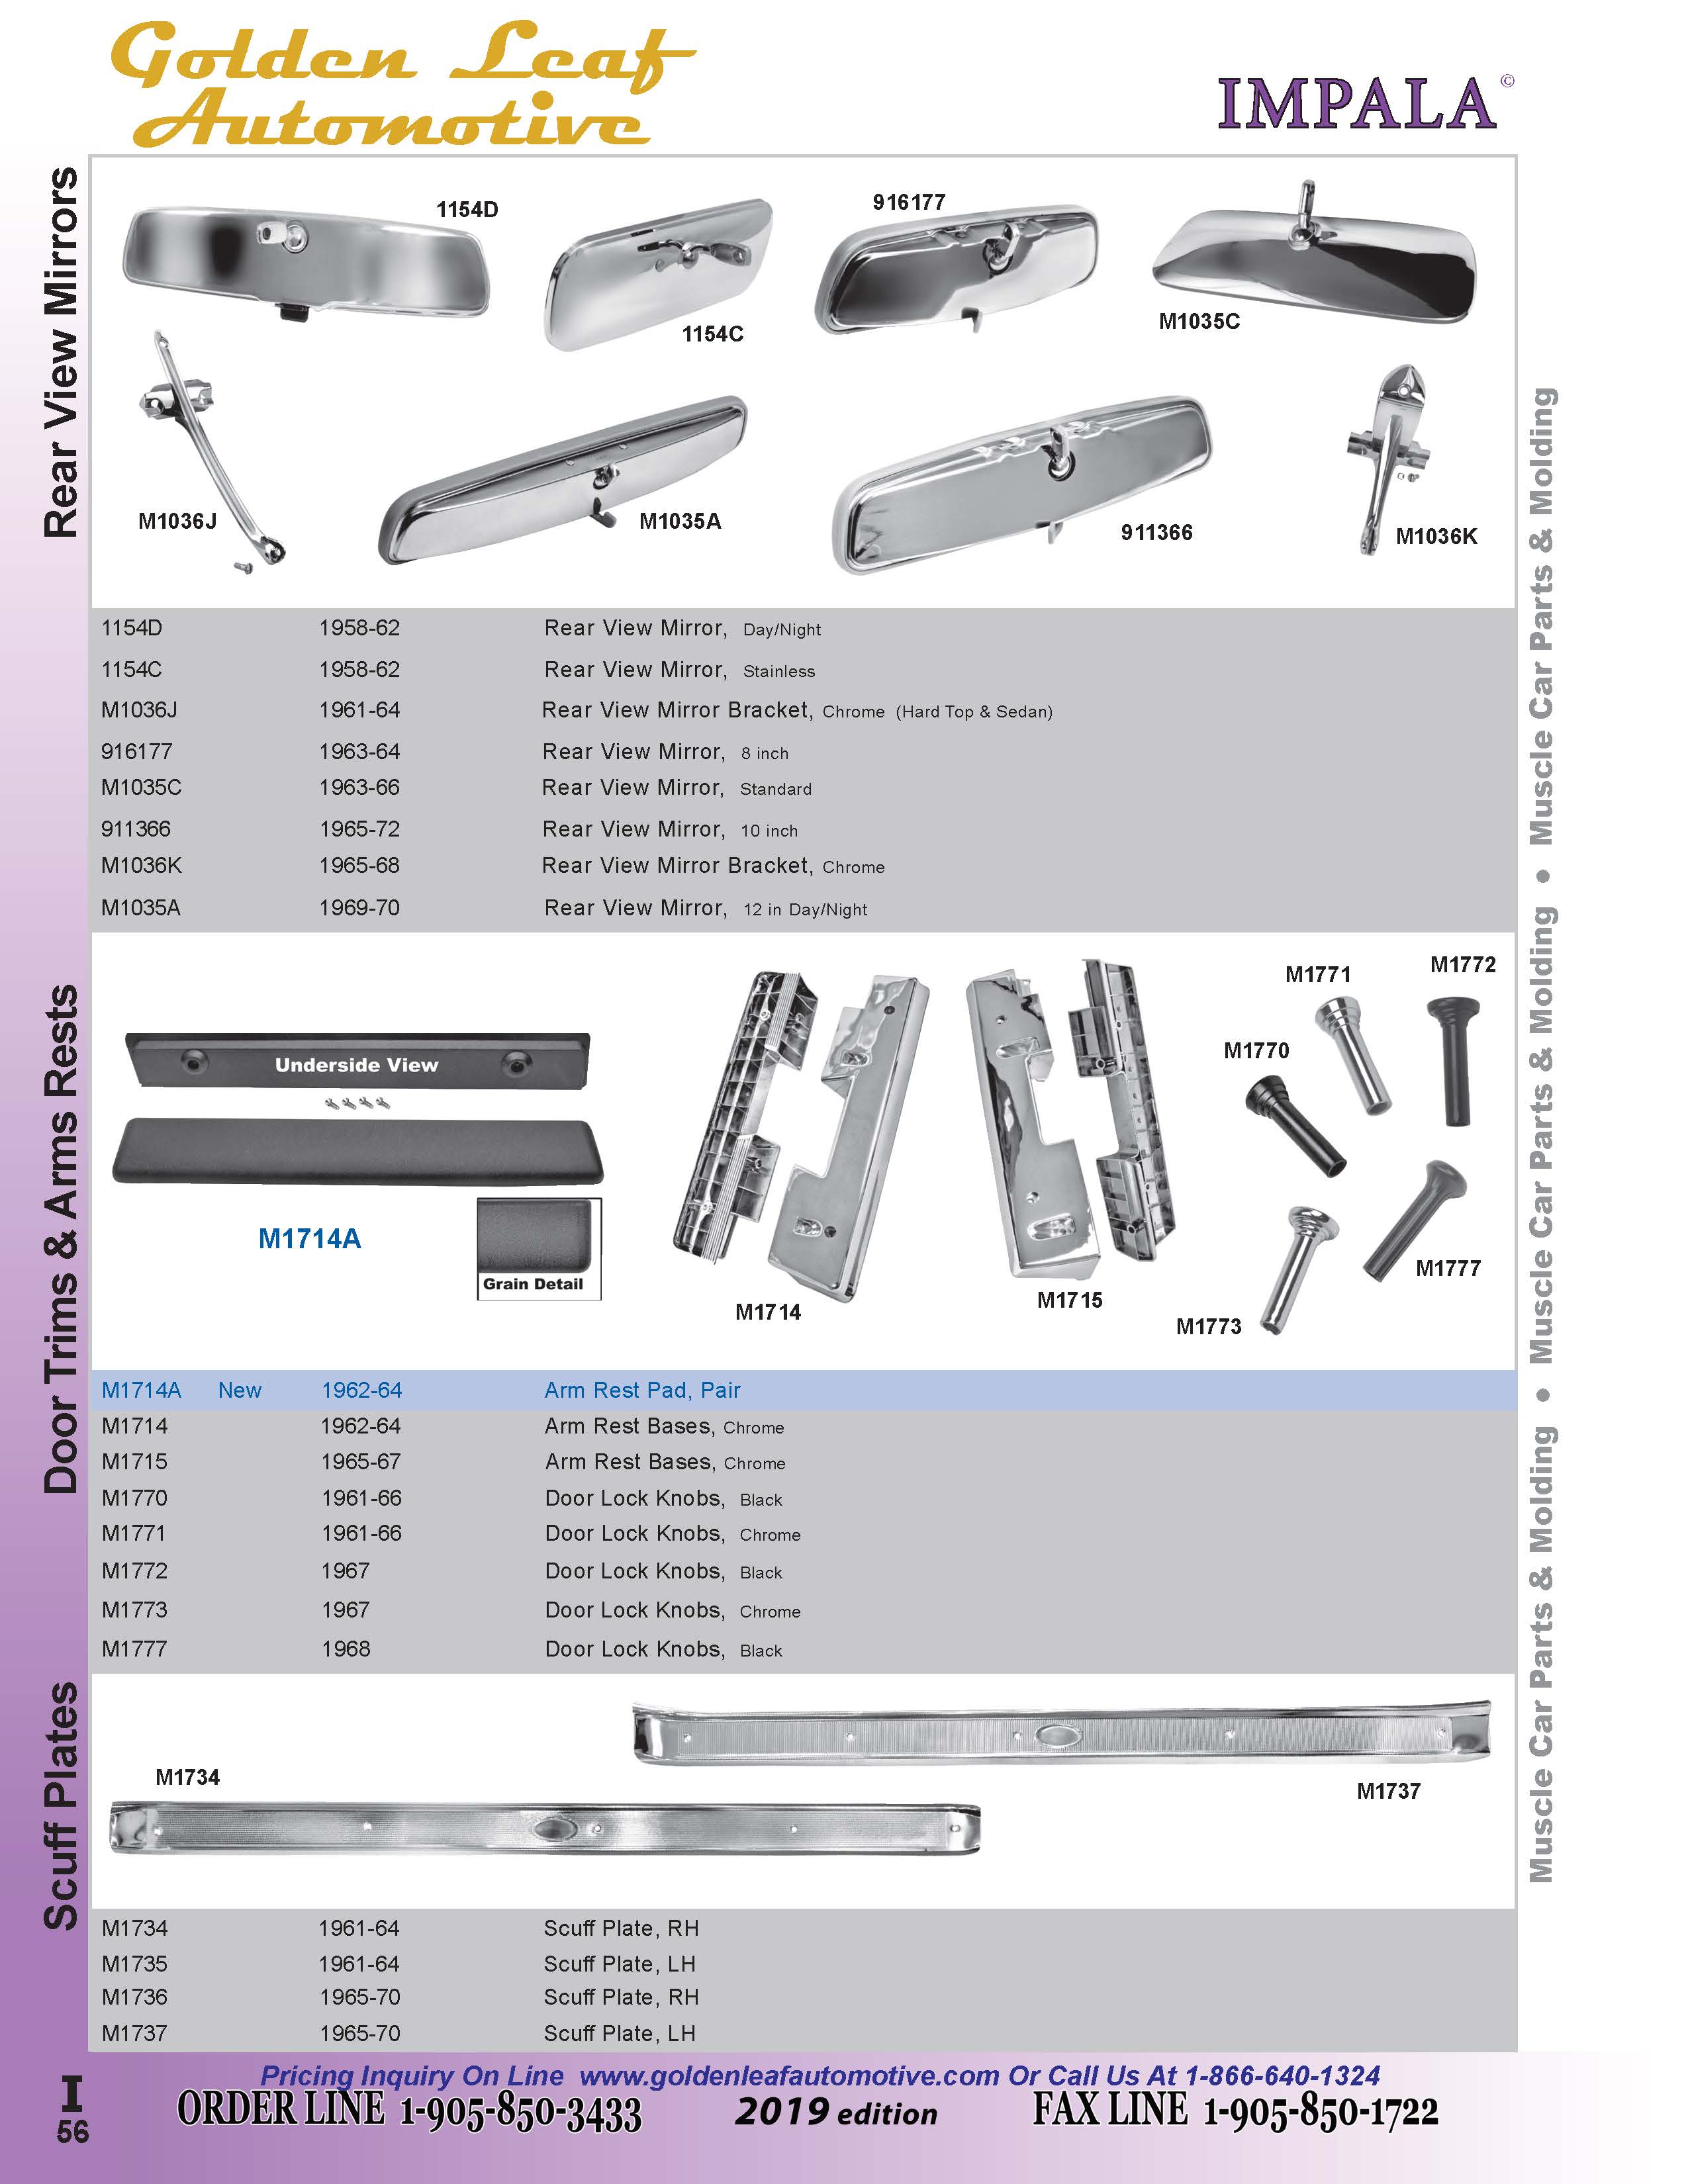 Golden Leaf
Automotive
IMPALA©
Rear View Mirrors
1154D
1154C
916177
M1035C
M1036J
M1035A
911366
M1036K
1154D 1958-62 Rear View Mirror, Day/Night
1154C 1958-62 Rear View Mirror, Stainless
M1036J 1961-64 Rear View Mirror Bracket, Chrome (Hard Top & Sedan)
916177 1963-64 Rear View Mirror, 8 inch
M1035C 1963-66 Rear View Mirror, Standard
911366 1965-72 Rear View Mirror, 10 inch
M1036K 1965-68 Rear View Mirror Bracket, Chrome
M1035A 1969-70 Rear View Mirror, 12 in Day/Night
Door Trims & Arms Rests
Underside View
M1714A
Grain Detail
M1714
M1715
M1771
M1772
M1770
M1777
M1773
M1714A New 1962-64 Arm Rest Pad, Pair
M1714 1962-64 Arm Rest Bases, Chrome
M1715 1965-67 Arm Rest Bases, Chrome
M1770 1961-66 Door Lock Knobs, Black
M1771 1961-66 Door Lock Knobs, Chrome
M1772 1967 Door Lock Knobs, Black
M1773 1967 Door Lock Knobs, Chrome
M1777 1968 Door Lock Knobs, Black
Scuff Plates
M1734
M1737
M1734 1961-64 Scuff Plate, RH
M1735 1961-64 Scuff Plate, LH
M1736 1965-70 Scuff Plate, RH
M1737 1965-70 Scuff Plate, LH
Muscle Car Parts & Molding • Muscle Car Parts & Molding • Muscle Car Parts & Molding
Pricing Inquiry On Line www.goldenleafautomotive.com Or Call Us At 1-866-640-1324
ORDER LINE 1-905-850-3433 2019 edition FAX LINE 1-905-850-1722
I
56